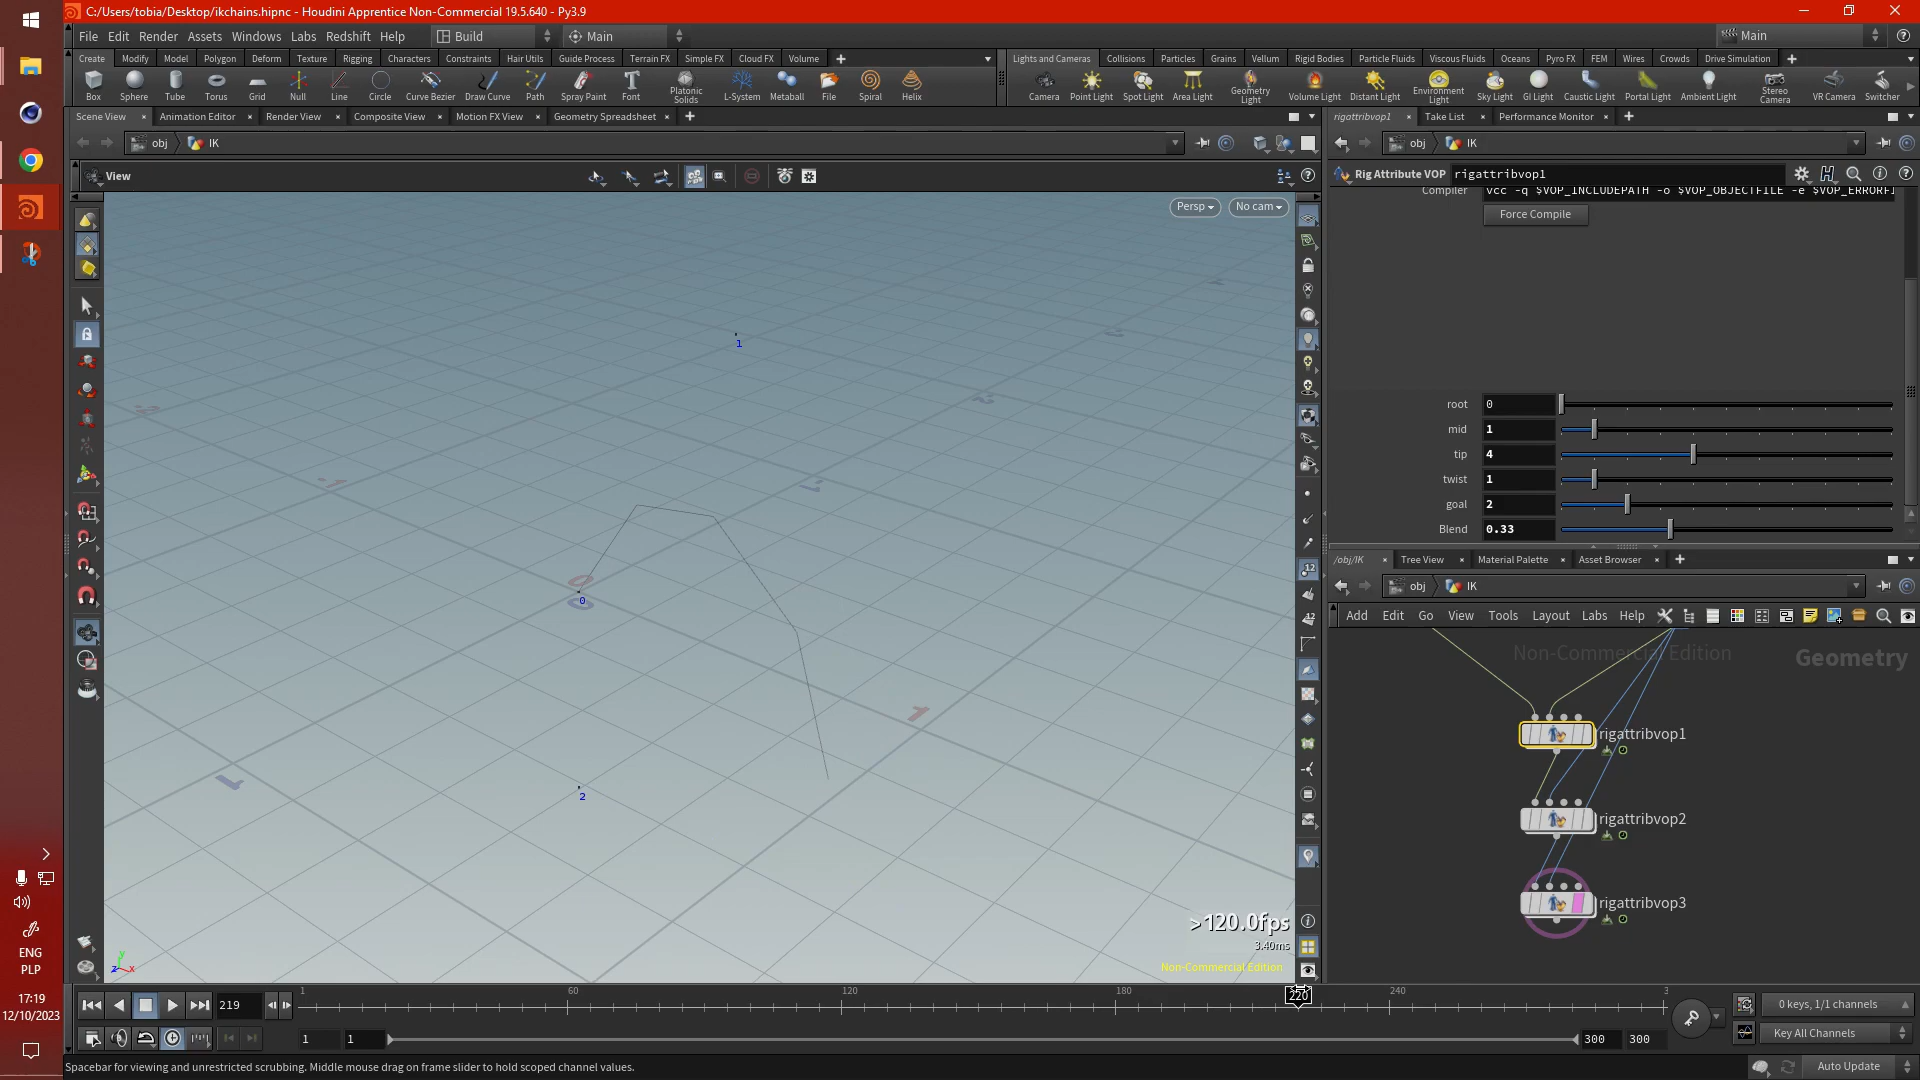 C:/Users/tobia/Desktop/ikchains.hipnc - Houdini Apprentice Non-Commercial 19.5.640 - Py3.9
File Edit Render Assets Windows Labs Redshift Help Build Main Main
Create Modify Model Polygon Deform Texture Rigging Characters Constraints Hair Utils Guide Process Terrain FX Simple FX Cloud FX Volume
Lights and Cameras Collisions Particles Grains Vellum Rigid Bodies Particle Fluids Viscous Fluids Oceans Pyro FX FEM Wires Crowds Drive Simulation
Box Sphere Tube Torus Grid Null Line Circle Curve Bezier Draw Curve Path Spray Paint Font Platonic Solids L-System Metaball File Spiral Helix
Camera Point Light Spot Light Area Light Geometry Light Volume Light Distant Light Environment Light Sky Light GI Light Caustic Light Portal Light Ambient Light Stereo Camera VR Camera Switcher
Scene View Animation Editor Render View Composite View Motion FX View Geometry Spreadsheet
rigattribvop1 Take List Performance Monitor
obj IK
obj IK
View
Rig Attribute VOP rigattribvop1
Compiler vcc -q $VOP_INCLUDEPATH -o $VOP_OBJECTFILE -e $VOP_ERRORFI
Force Compile
Persp No cam
root 0
mid 1
tip 4
twist 1
goal 2
Blend 0.33
1
0
2
/obj/IK Tree View Material Palette Asset Browser
obj IK
Add Edit Go View Tools Layout Labs Help
Non-Commercial Edition
Geometry
rigattribvop1
rigattribvop2
rigattribvop3
>120.0fps
3.40ms
Non-Commercial Edition
219
1 60 120 180 220 240 3
0 keys, 1/1 channels
1 1 300 300
Key All Channels
Spacebar for viewing and unrestricted scrubbing. Middle mouse drag on frame slider to hold scoped channel values.
Auto Update
ENG
PLP
17:19
12/10/2023